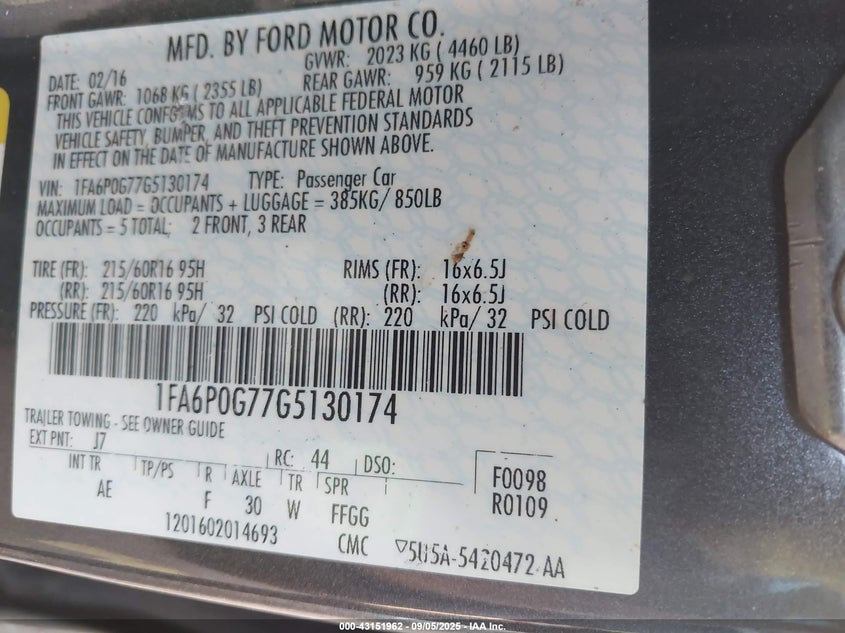 MFD. BY FORD MOTOR CO.
DATE: 02/16 GVWR: 2023 KG ( 4460 LB)
FRONT GAWR: 1068 KG ( 2355 LB) REAR GAWR: 959 KG ( 2115 LB)
THIS VEHICLE CONFORMS TO ALL APPLICABLE FEDERAL MOTOR
VEHICLE SAFETY, BUMPER, AND THEFT PREVENTION STANDARDS
IN EFFECT ON THE DATE OF MANUFACTURE SHOWN ABOVE.
VIN: 1FA6P0G77G5130174 TYPE: Passenger Car
MAXIMUM LOAD = OCCUPANTS + LUGGAGE = 385KG/ 850LB
OCCUPANTS = 5 TOTAL; 2 FRONT, 3 REAR
TIRE (FR): 215/60R16 95H RIMS (FR): 16x6.5J
(RR): 215/60R16 95H (RR): 16x6.5J
PRESSURE (FR): 220 kPa/ 32 PSI COLD (RR): 220 kPa/ 32 PSI COLD
1FA6P0G77G5130174
TRAILER TOWING - SEE OWNER GUIDE
EXT PNT: J7 RC: 44 DSO: F0098
INT TR TP/PS R AXLE TR SPR R0109
AE F 30 W FFGG
1201602014693 CMC ▽5U5A-5420472-AA
000-43151962 - 09/05/2025 - IAA Inc.